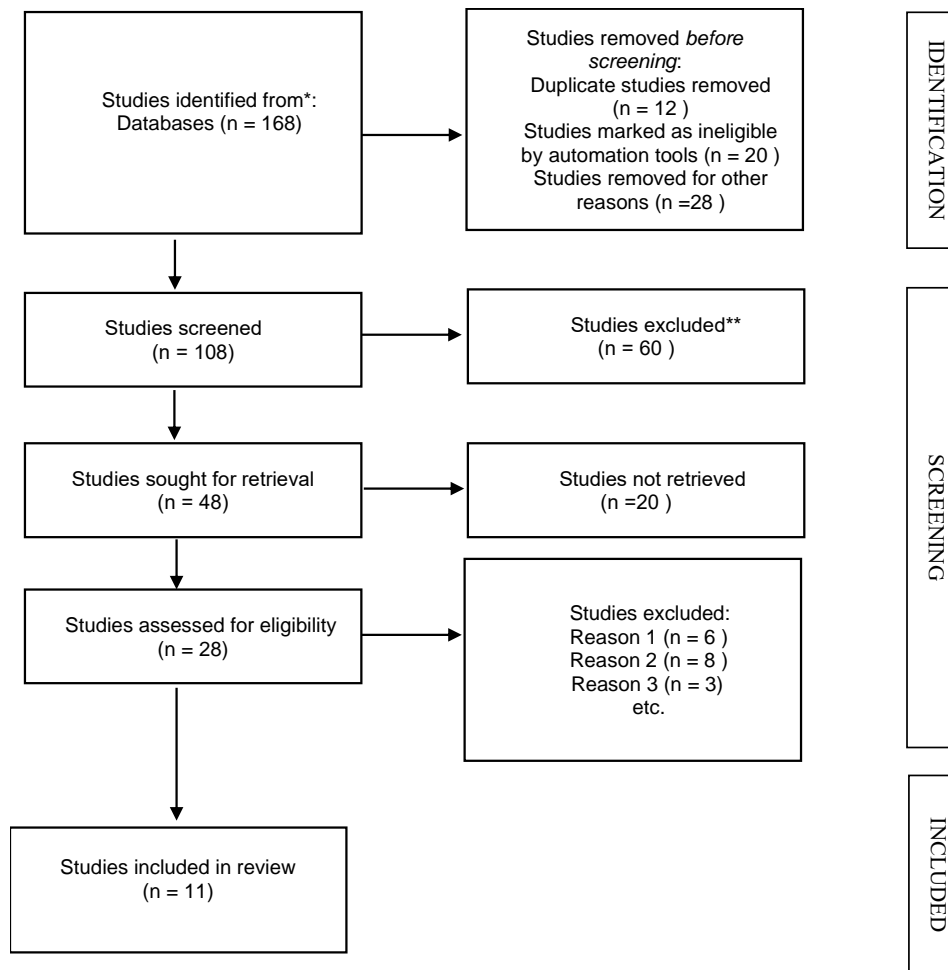 Studies identified from*:
Databases (n = 168)
Studies removed before
screening:
Duplicate studies removed
(n = 12 )
Studies marked as ineligible
by automation tools (n = 20 )
Studies removed for other
reasons (n =28 )
IDENTIFICATION
Studies screened
(n = 108)
Studies excluded**
(n = 60 )
Studies sought for retrieval
(n = 48)
Studies not retrieved
(n =20 )
SCREENING
Studies assessed for eligibility
(n = 28)
Studies excluded:
Reason 1 (n = 6 )
Reason 2 (n = 8 )
Reason 3 (n = 3)
etc.
Studies included in review
(n = 11)
INCLUDED